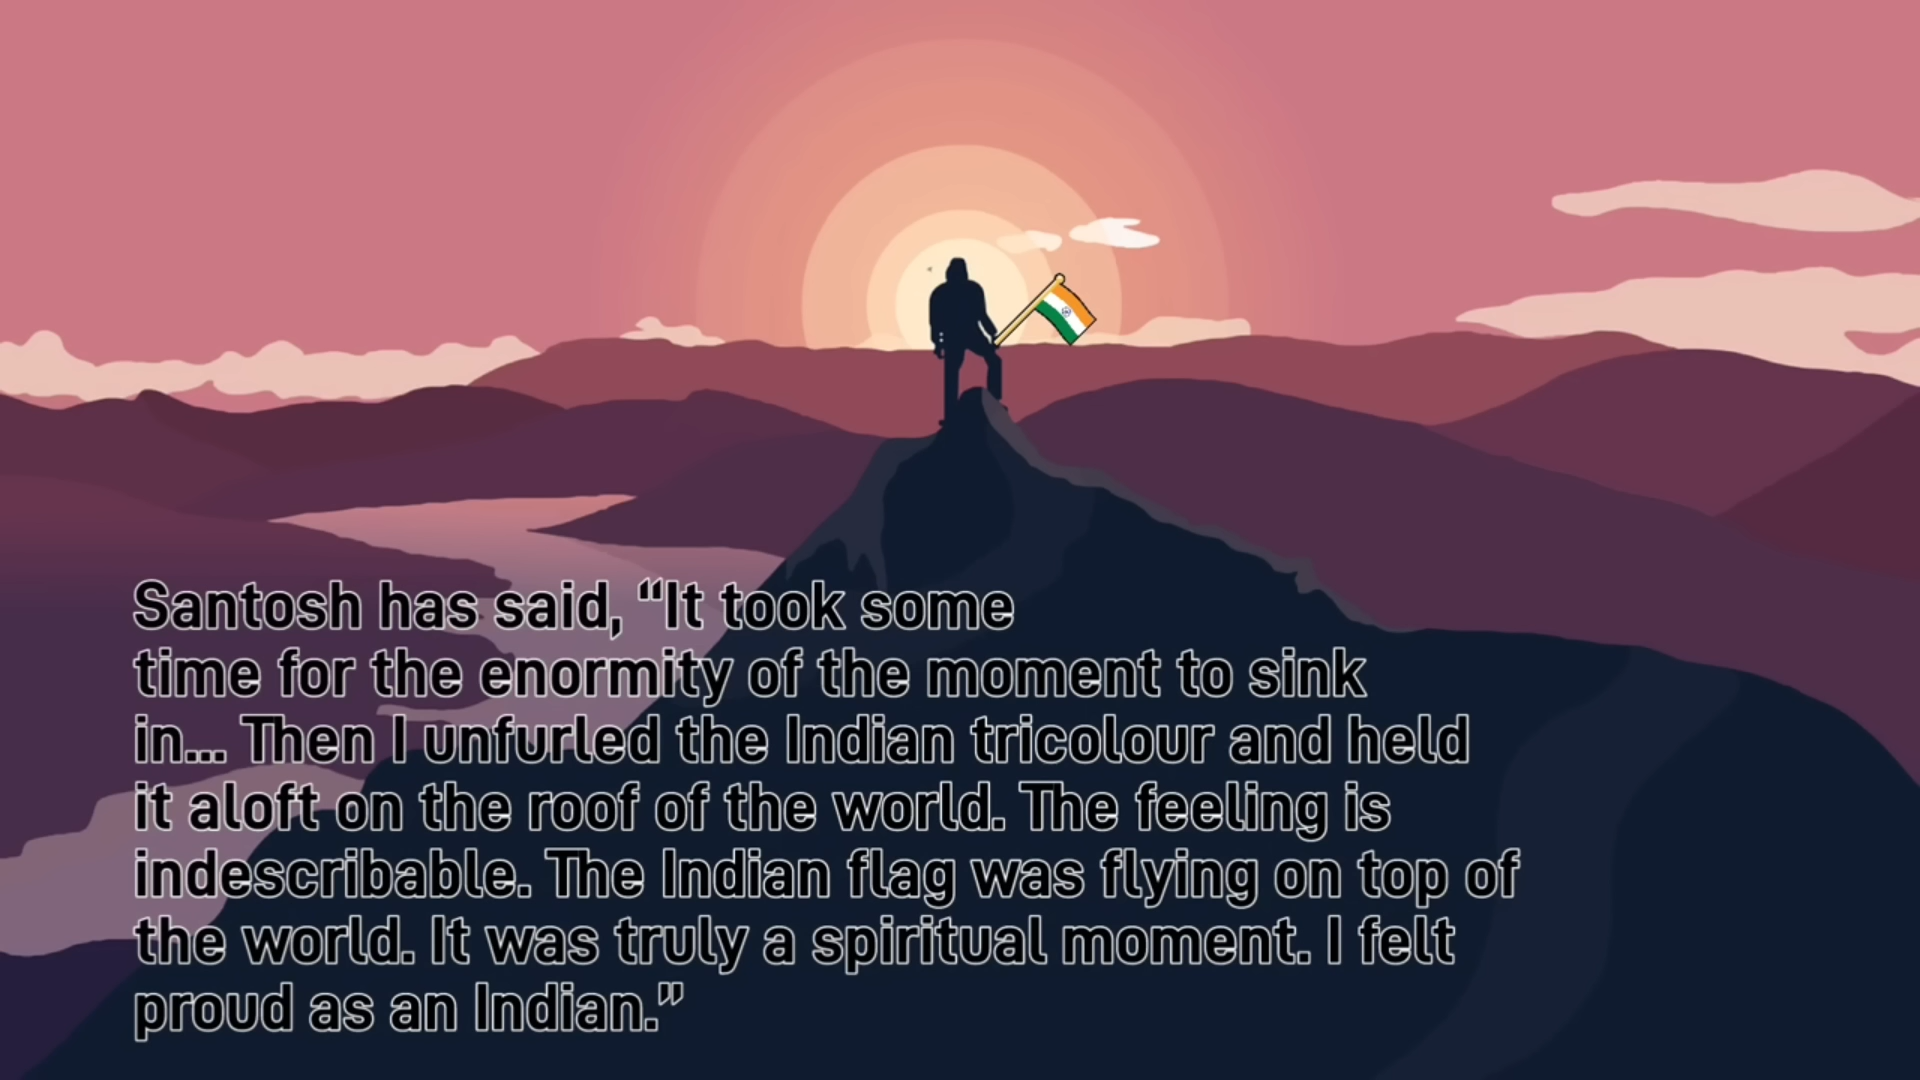 Santosh has said, “It took some
time for the enormity of the moment to sink
in... Then I unfurled the Indian tricolour and held
it aloft on the roof of the world. The feeling is
indescribable. The Indian flag was flying on top of
the world. It was truly a spiritual moment. I felt
proud as an Indian.”